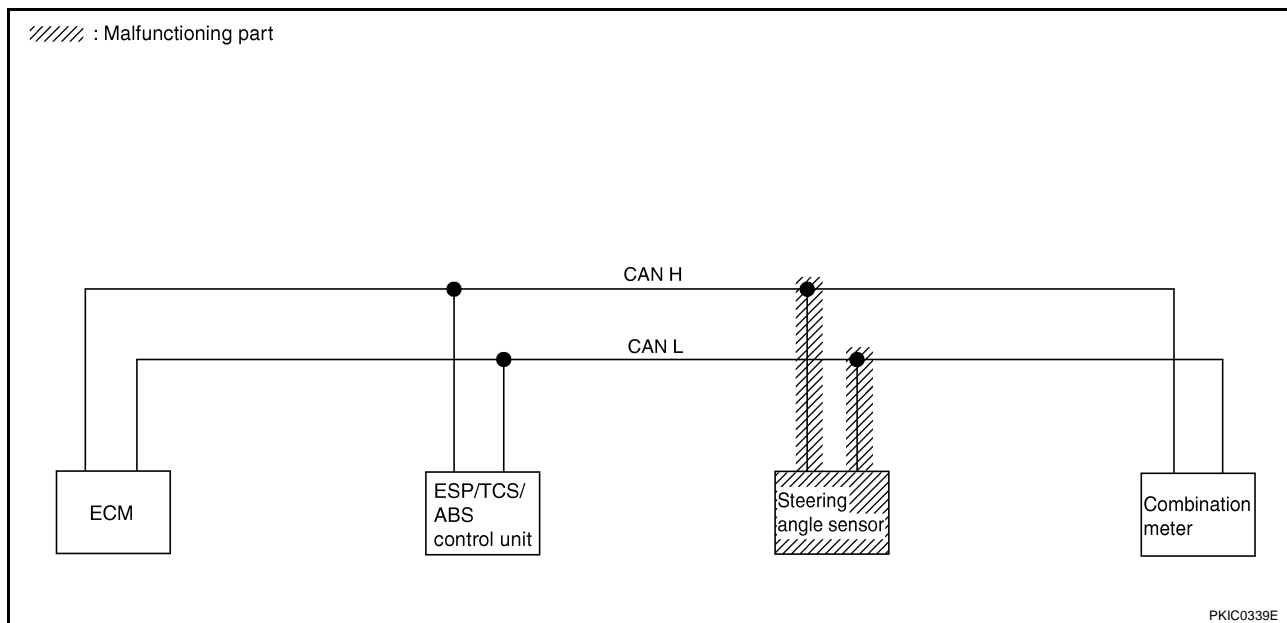 : Malfunctioning part
CAN H
CAN L
ECM
ESP/TCS/
ABS
control unit
Steering
angle sensor
Combination
meter
PKIC0339E